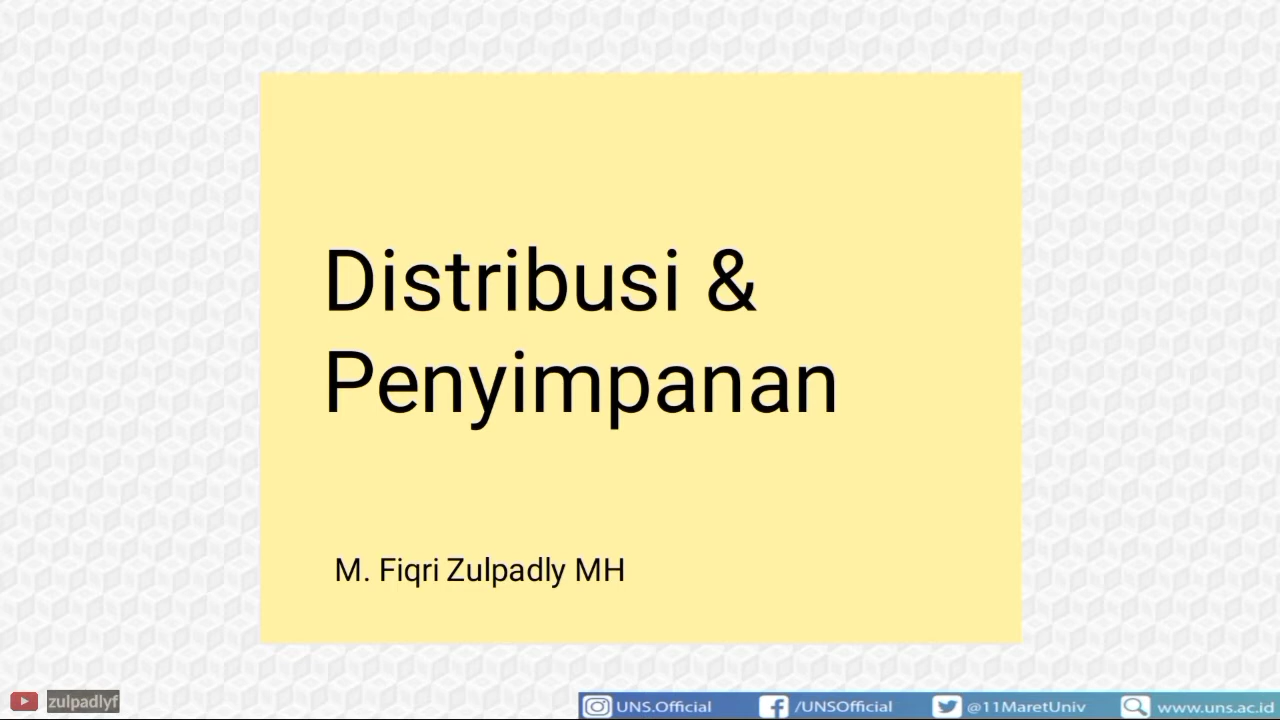 Distribusi &
Penyimpanan
M. Fiqri Zulpadly MH
zulpadlyf
UNS.Official /UNSOfficial @11MaretUniv www.uns.ac.id